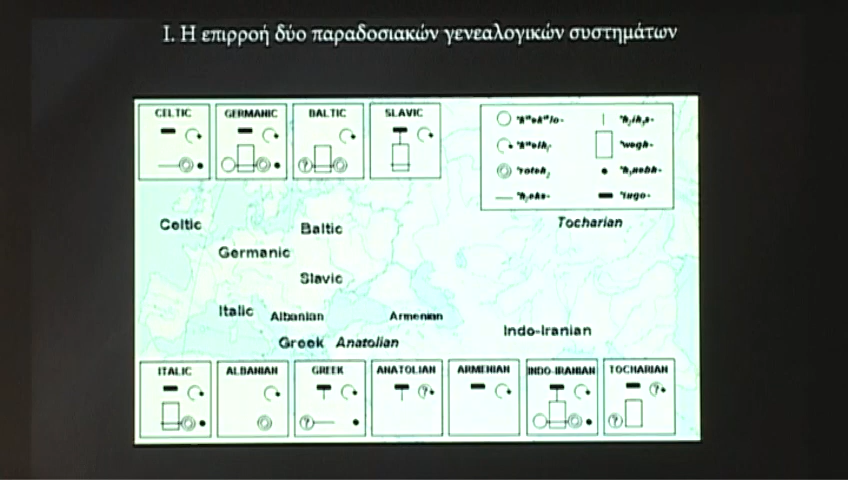 I. Η επιρροή δύο παραδοσιακών γενεαλογικών συστημάτων
CELTIC
GERMANIC
BALTIC
SLAVIC
Celtic
Baltic
Germanic
Slavic
Tocharian
Italic
Albanian
Armenian
Indo-Iranian
Greek
Anatolian
ITALIC
ALBANIAN
GREEK
ANATOLIAN
ARMENIAN
INDO-IRANIAN
TOCHARIAN